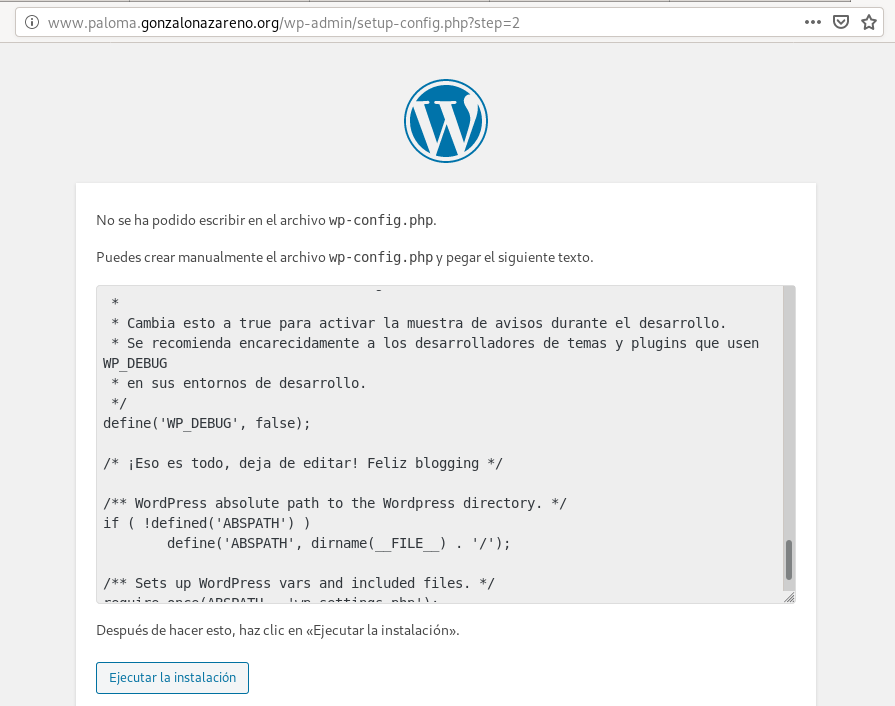 www.paloma.gonzalonazareno.org/wp-admin/setup-config.php?step=2
No se ha podido escribir en el archivo wp-config.php.
Puedes crear manualmente el archivo wp-config.php y pegar el siguiente texto.
*
* Cambia esto a true para activar la muestra de avisos durante el desarrollo.
* Se recomienda encarecidamente a los desarrolladores de temas y plugins que usen
WP_DEBUG
* en sus entornos de desarrollo.
*/
define('WP_DEBUG', false);
/* ¡Eso es todo, deja de editar! Feliz blogging */
/** WordPress absolute path to the Wordpress directory. */
if ( !defined('ABSPATH') )
define('ABSPATH', dirname(__FILE__) . '/');
/** Sets up WordPress vars and included files. */
require_once(ABSPATH . 'wp-settings.php');
Después de hacer esto, haz clic en «Ejecutar la instalación».
Ejecutar la instalación